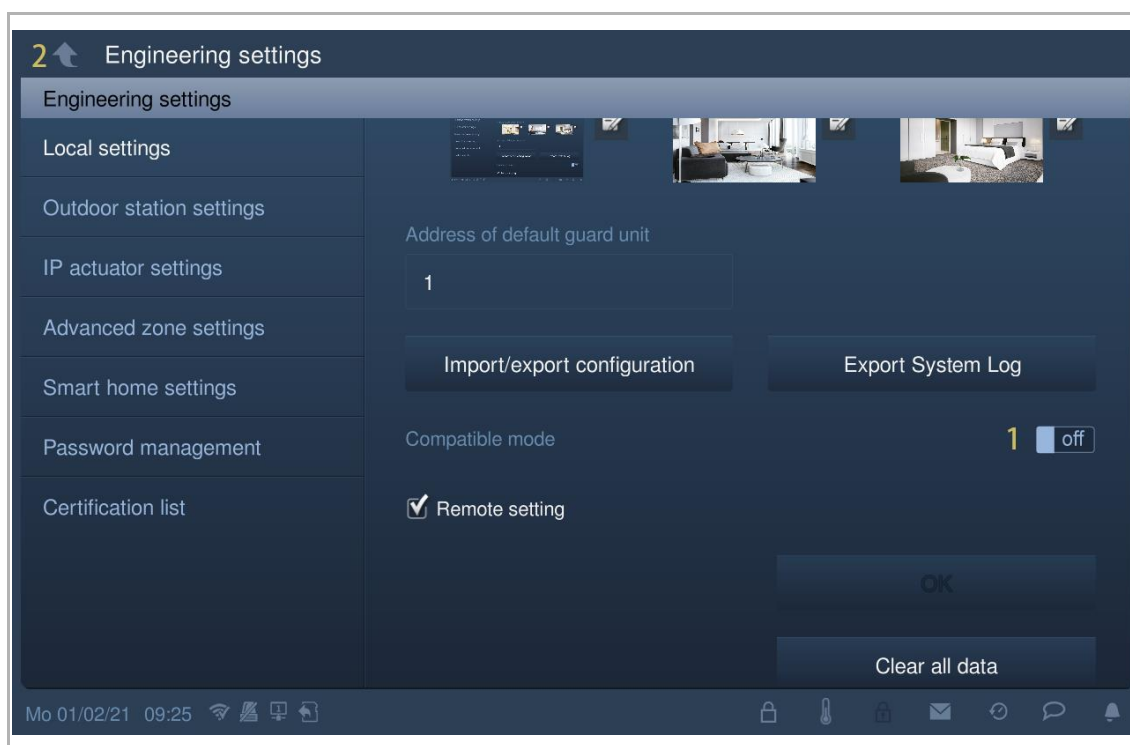 2 Engineering settings
Engineering settings
Local settings
Outdoor station settings
IP actuator settings
Advanced zone settings
Smart home settings
Password management
Certification list
Address of default guard unit
1
Import/export configuration Export System Log
Compatible mode 1 off
Remote setting
OK
Clear all data
Mo 01/02/21 09:25